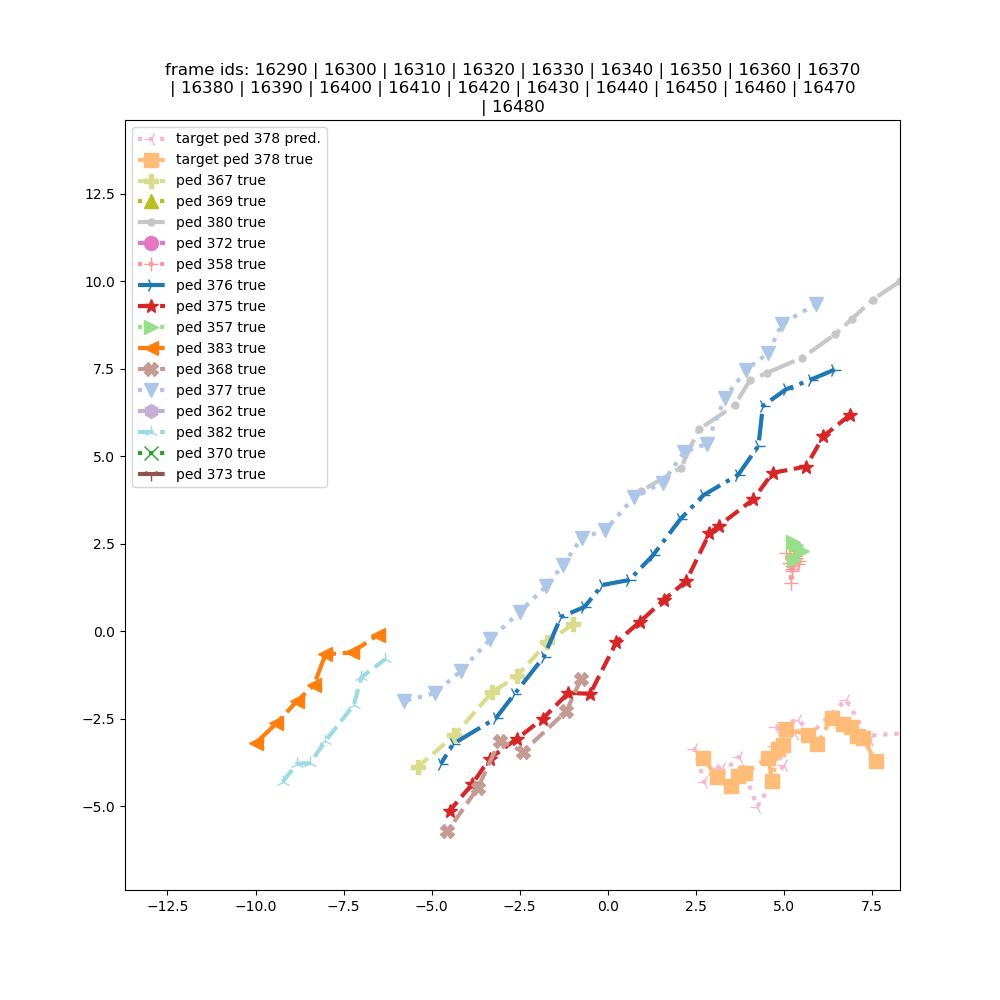 frame ids: 16290 | 16300 | 16310 | 16320 | 16330 | 16340 | 16350 | 16360 | 16370
| 16380 | 16390 | 16400 | 16410 | 16420 | 16430 | 16440 | 16450 | 16460 | 16470
| 16480
target ped 378 pred.
target ped 378 true
ped 367 true
ped 369 true
ped 380 true
ped 372 true
ped 358 true
ped 376 true
ped 375 true
ped 357 true
ped 383 true
ped 368 true
ped 377 true
ped 362 true
ped 382 true
ped 370 true
ped 373 true
12.5
10.0
7.5
5.0
2.5
0.0
−2.5
−5.0
−12.5 −10.0 −7.5 −5.0 −2.5 0.0 2.5 5.0 7.5